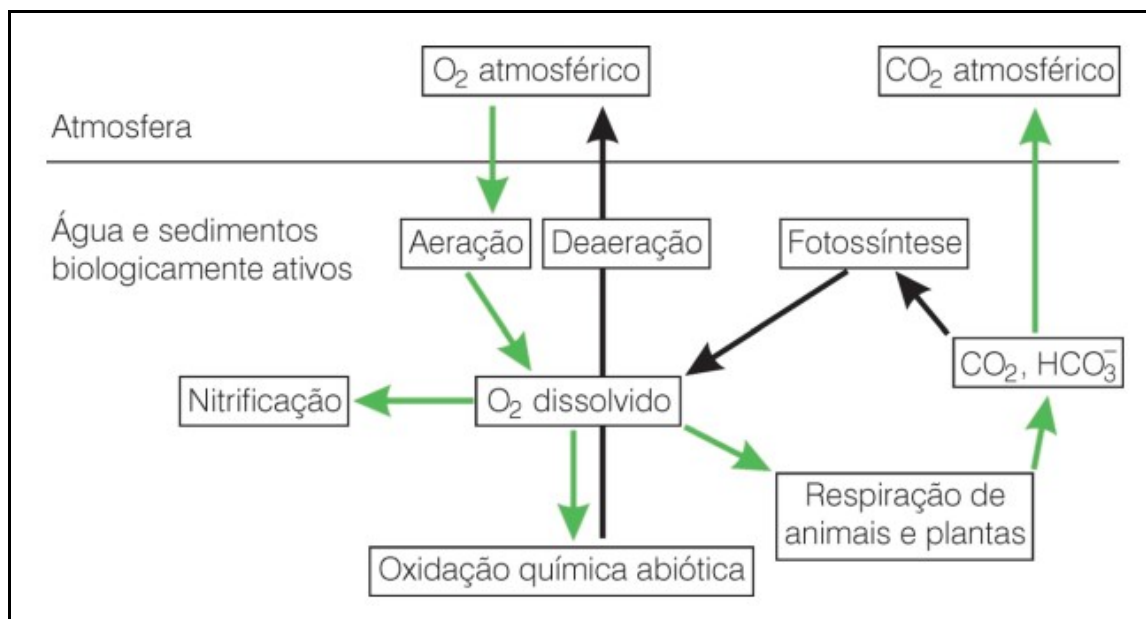 O₂ atmosférico
CO₂ atmosférico
Atmosfera
Água e sedimentos
biologicamente ativos
Aeração
Deaeração
Fotossíntese
CO₂, HCO₃⁻
Nitrificação
O₂ dissolvido
Respiração de
animais e plantas
Oxidação química abiótica